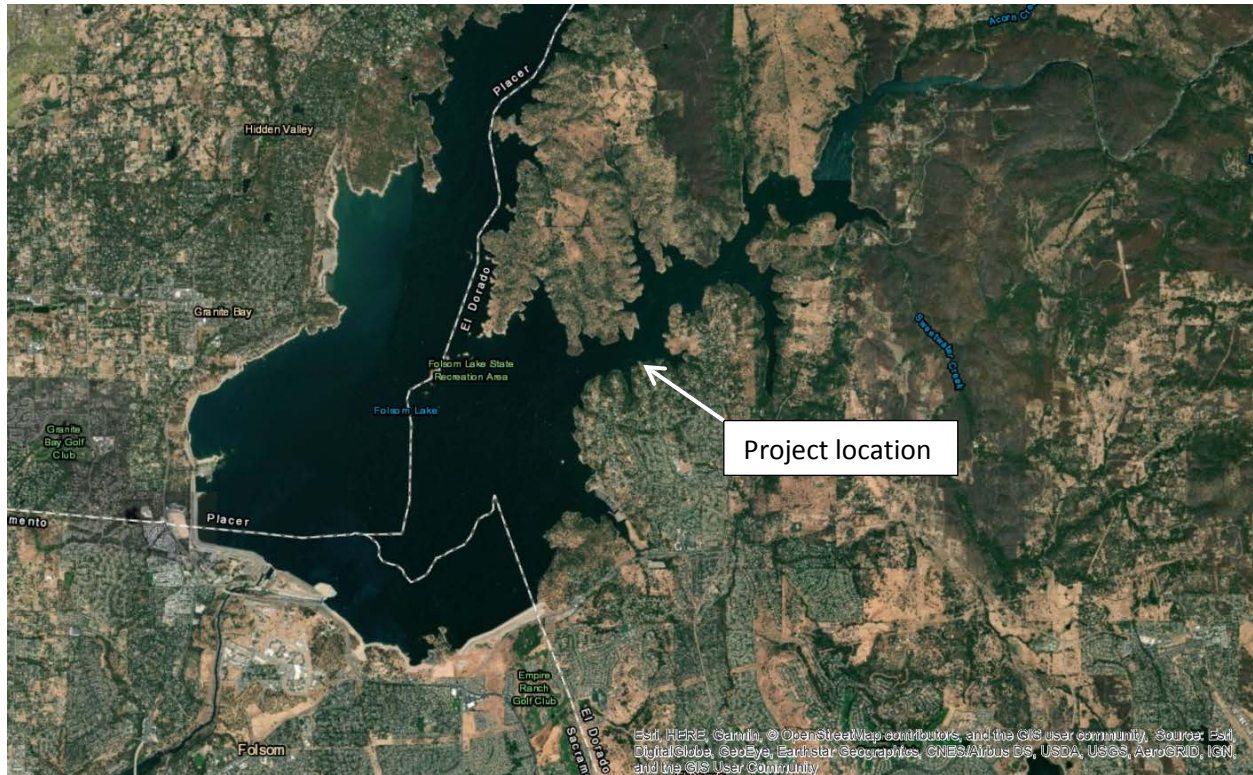 Acorn Cre
Placer
Hidden Valley
El Dorado
Granite Bay
Sweetwater Creek
Folsom Lake State
Recreation Area
Folsom Lake
Granite
Bay Golf
Club
Project location
mento
Placer
Empire
Ranch
Golf Club
El Dorado
Sacram
Folsom
Esri, HERE, Garmin, © OpenStreetMap contributors, and the GIS user community, Source: Esri,
DigitalGlobe, GeoEye, Earthstar Geographics, CNES/Airbus DS, USDA, USGS, AeroGRID, IGN,
and the GIS User Community